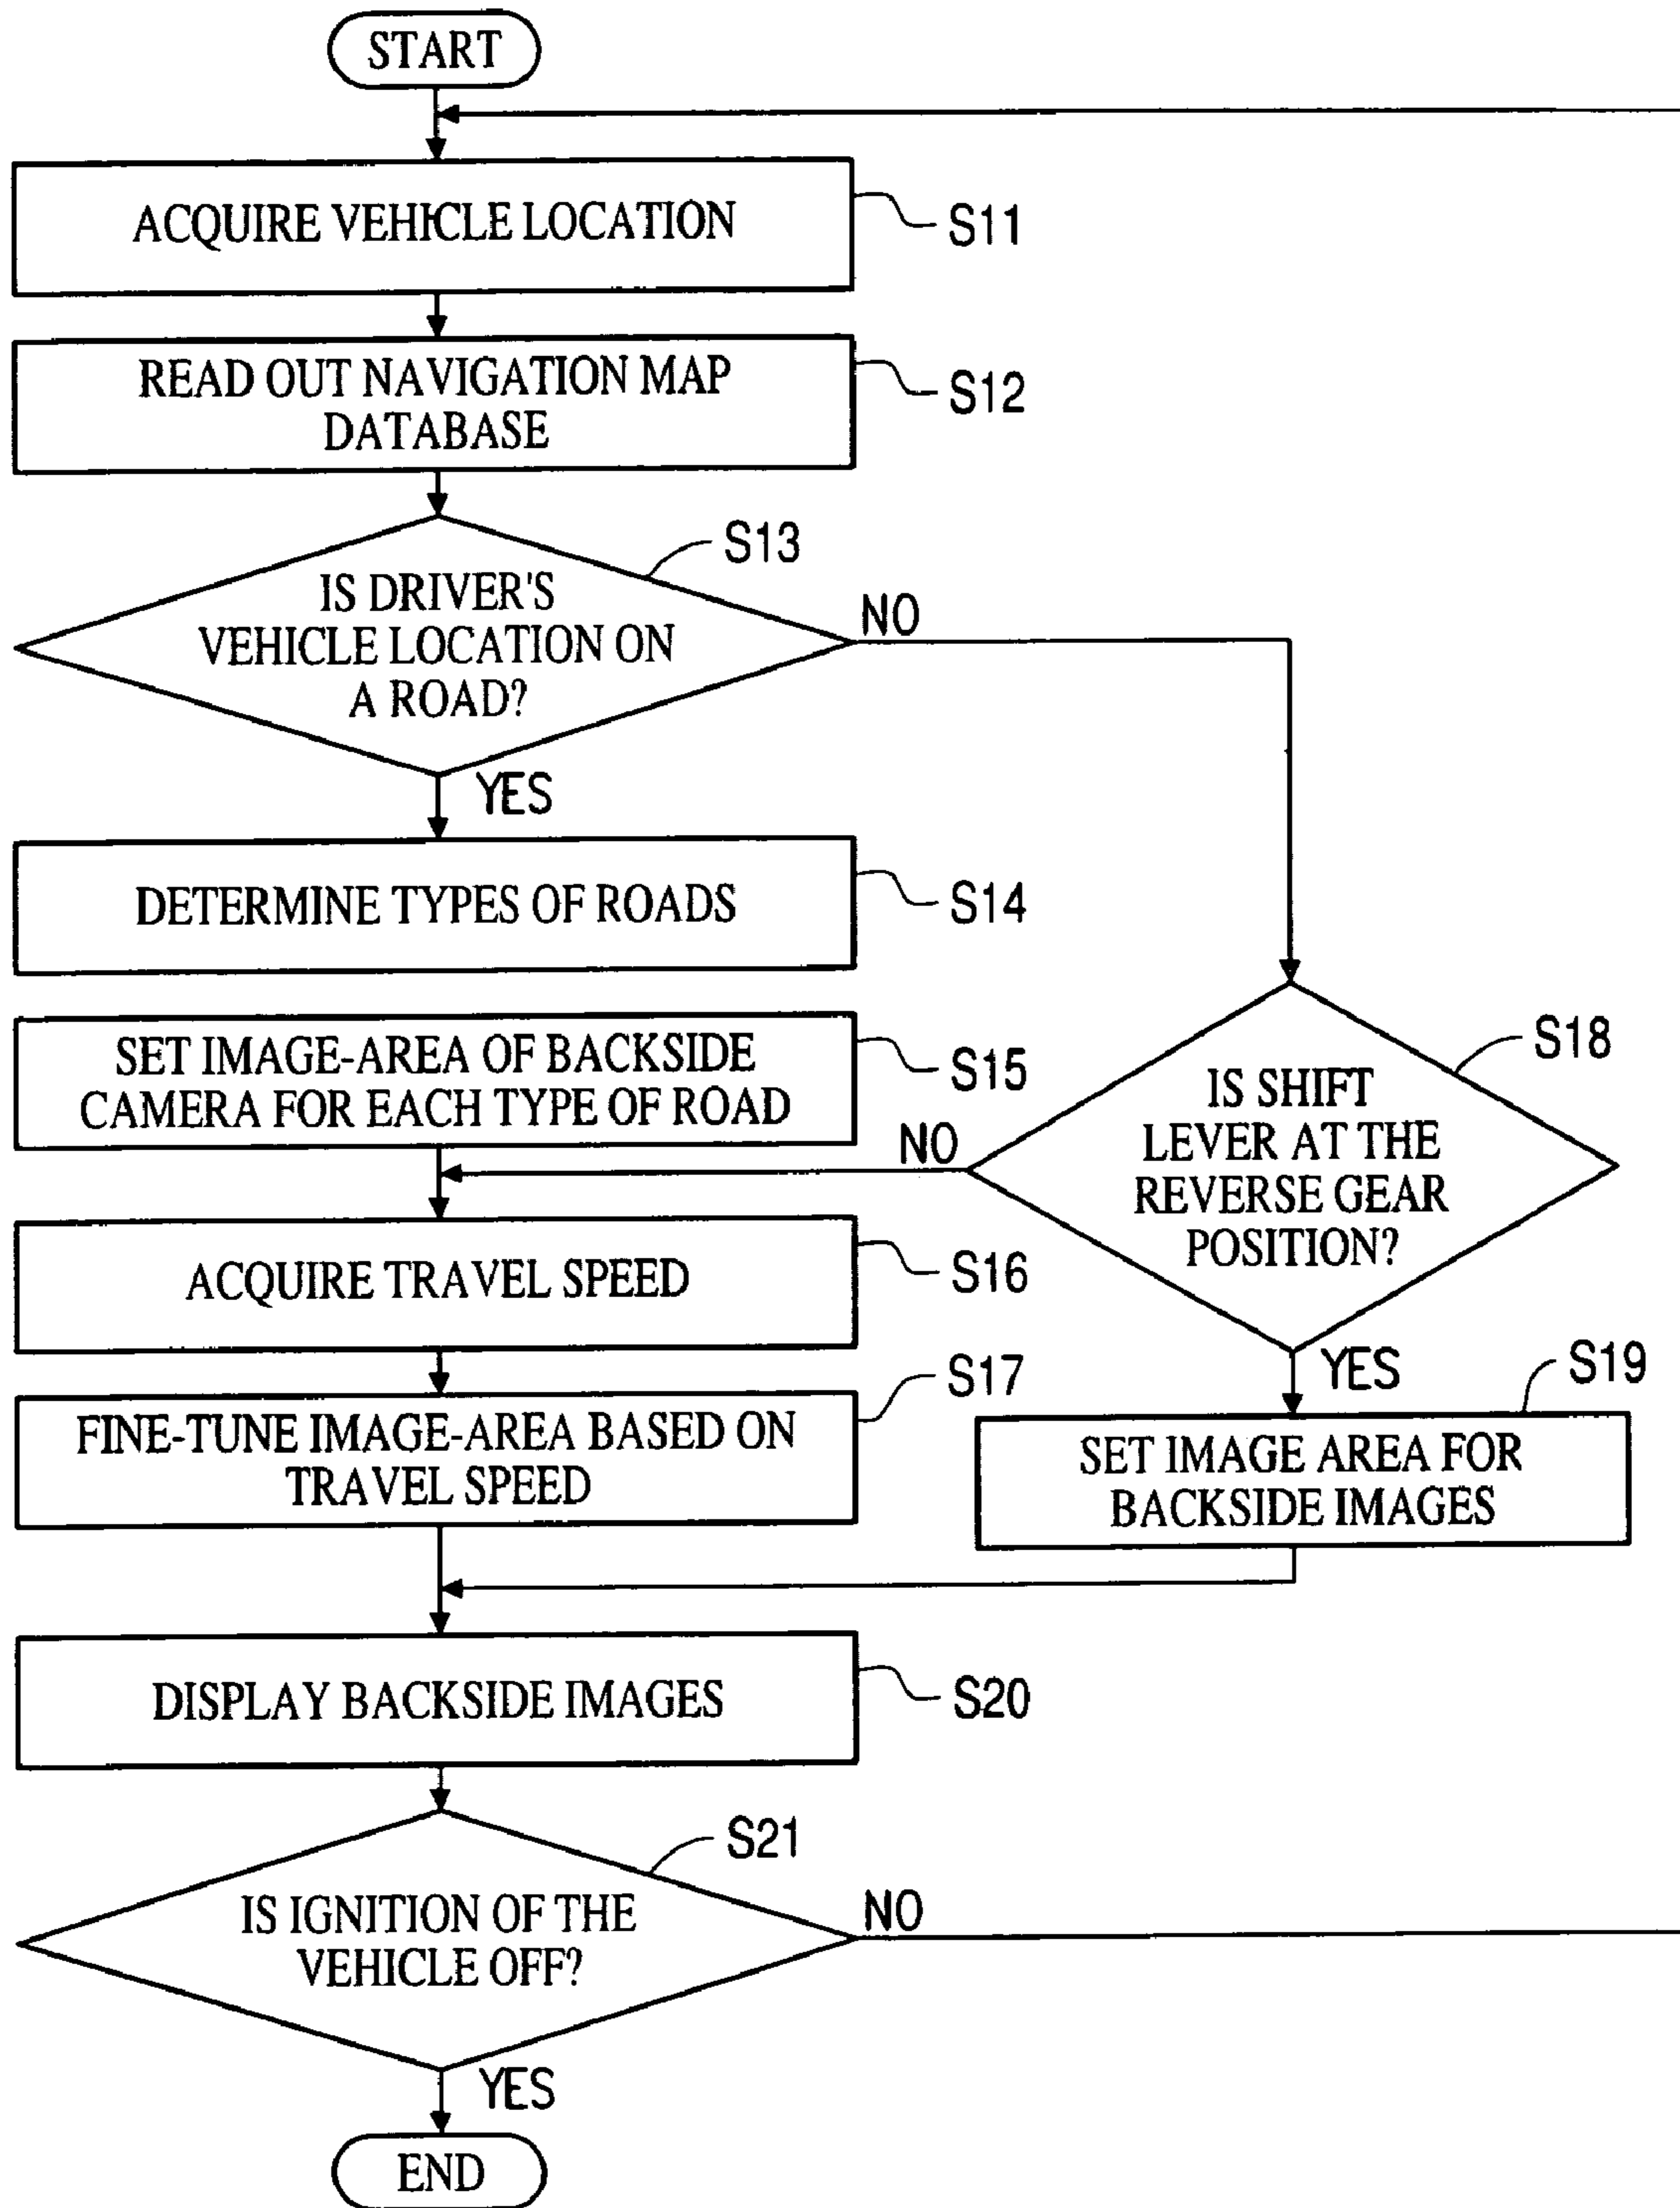 START
ACQUIRE VEHICLE LOCATION
S11
READ OUT NAVIGATION MAP
DATABASE
S12
S13
IS DRIVER'S
VEHICLE LOCATION ON
A ROAD?
NO
YES
DETERMINE TYPES OF ROADS
S14
SET IMAGE-AREA OF BACKSIDE
CAMERA FOR EACH TYPE OF ROAD
S15
S18
IS SHIFT
LEVER AT THE
REVERSE GEAR
POSITION?
NO
YES
ACQUIRE TRAVEL SPEED
S16
S17
FINE-TUNE IMAGE-AREA BASED ON
TRAVEL SPEED
S19
SET IMAGE AREA FOR
BACKSIDE IMAGES
DISPLAY BACKSIDE IMAGES
S20
S21
IS IGNITION OF THE
VEHICLE OFF?
NO
YES
END